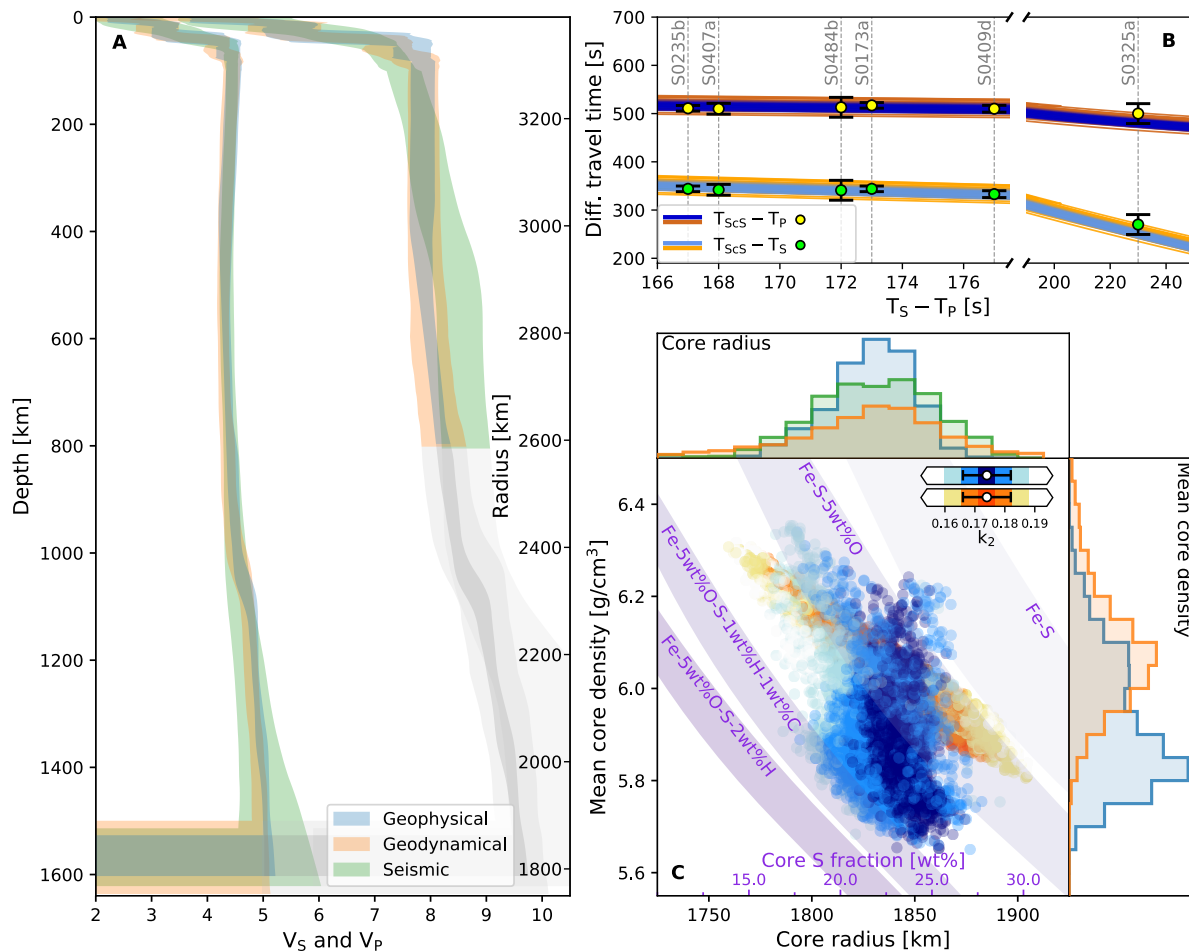 A
0
200
400
600
800
1000
1200
1400
1600
Depth [km]
3200
3000
2800
2600
2400
2200
2000
1800
Radius [km]
Geophysical
Geodynamical
Seismic
2 3 4 5 6 7 8 9 10
V_S and V_P
B
700
600
500
400
300
200
Diff. travel time [s]
S0235b
S0407a
S0484b
S0173a
S0409d
S0325a
T_ScS − T_P
T_ScS − T_S
166 168 170 172 174 176 200 220 240
T_S − T_P [s]
Core radius
Mean core density
6.4
6.2
6.0
5.8
5.6
Mean core density [g/cm³]
Fe-S-5wt%O
Fe-S
Fe-5wt%O-S-1wt%H-1wt%C
Fe-5wt%O-S-2wt%H
0.16 0.17 0.18 0.19
k₂
C
Core S fraction [wt%]
15.0 20.0 25.0 30.0
1750 1800 1850 1900
Core radius [km]